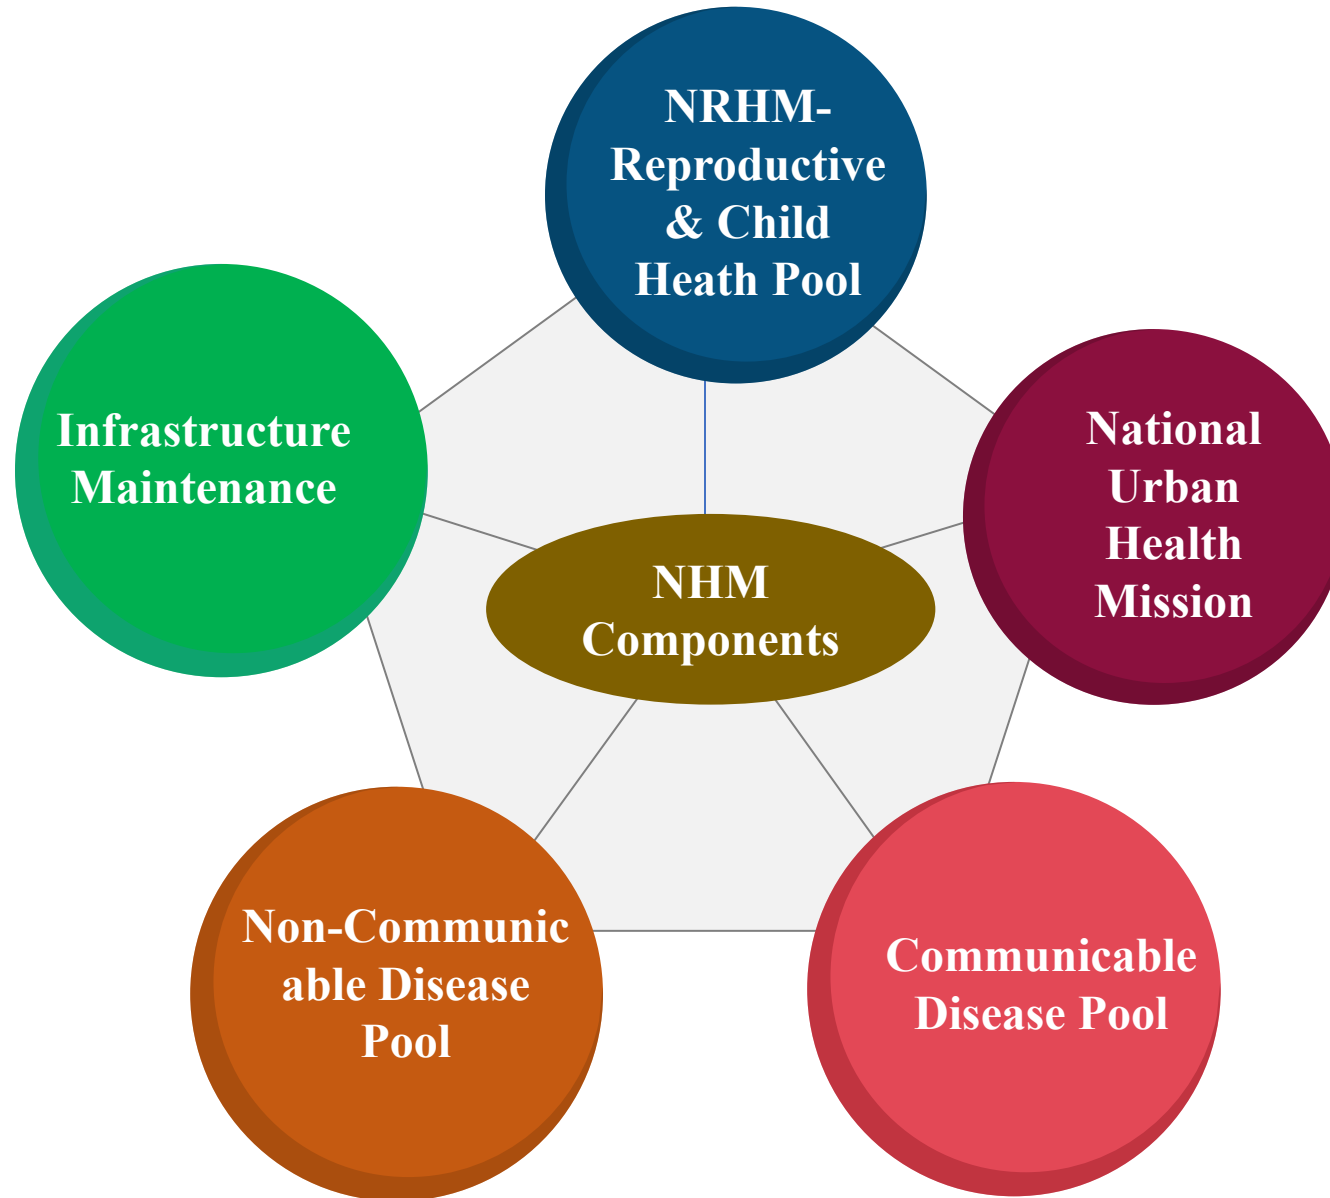 NRHM-
Reproductive
& Child
Heath Pool
Infrastructure
Maintenance
National
Urban
Health
Mission
NHM
Components
Non-Communic
able Disease
Pool
Communicable
Disease Pool